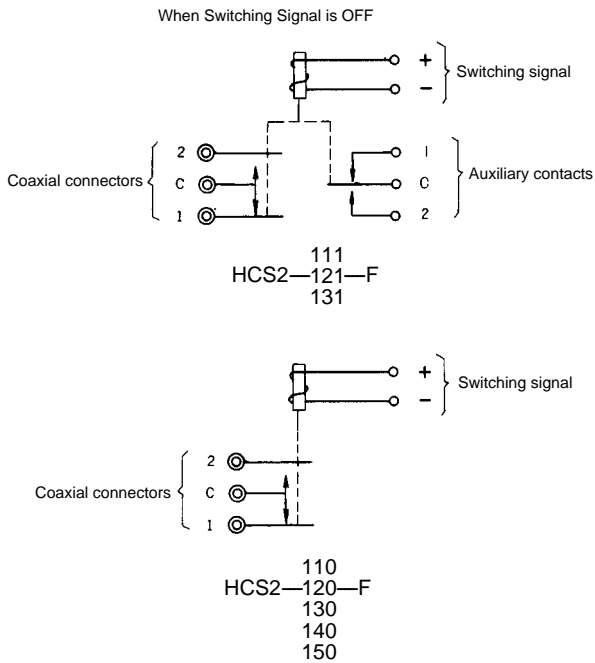 When Switching Signal is OFF
+
Switching signal
−
2
C
1
Coaxial connectors
1
C
2
Auxiliary contacts
111
HCS2—121—F
131
+
Switching signal
−
2
Coaxial connectors
C
1
110
HCS2—120—F
130
140
150